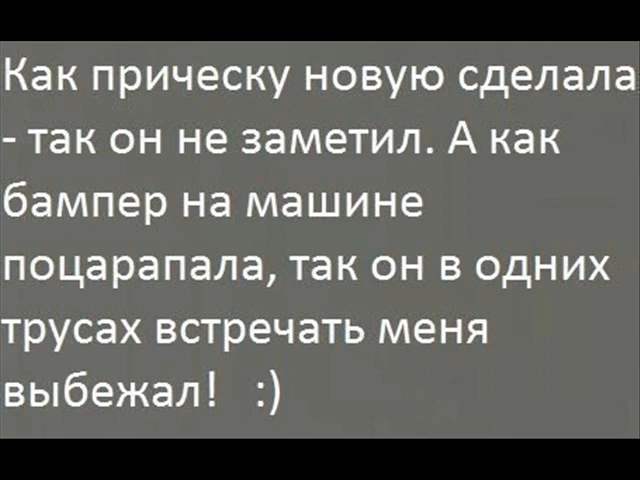 Как прическу новую сделала
- так он не заметил. А как
бампер на машине
поцарапала, так он в одних
трусах встречать меня
выбежал!   :)